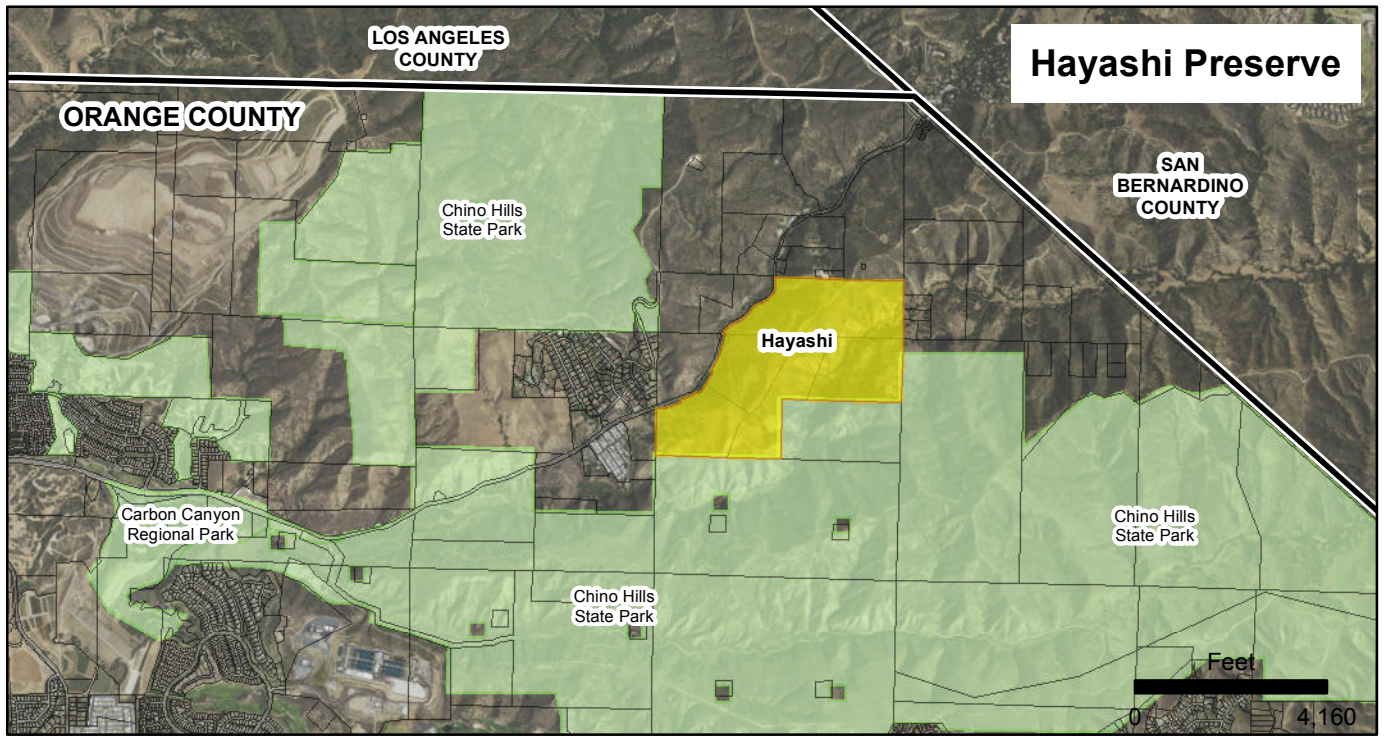 LOS ANGELES
COUNTY
Hayashi Preserve
ORANGE COUNTY
SAN
BERNARDINO
COUNTY
Chino Hills
State Park
Hayashi
Carbon Canyon
Regional Park
Chino Hills
State Park
Chino Hills
State Park
Feet
0 4,160